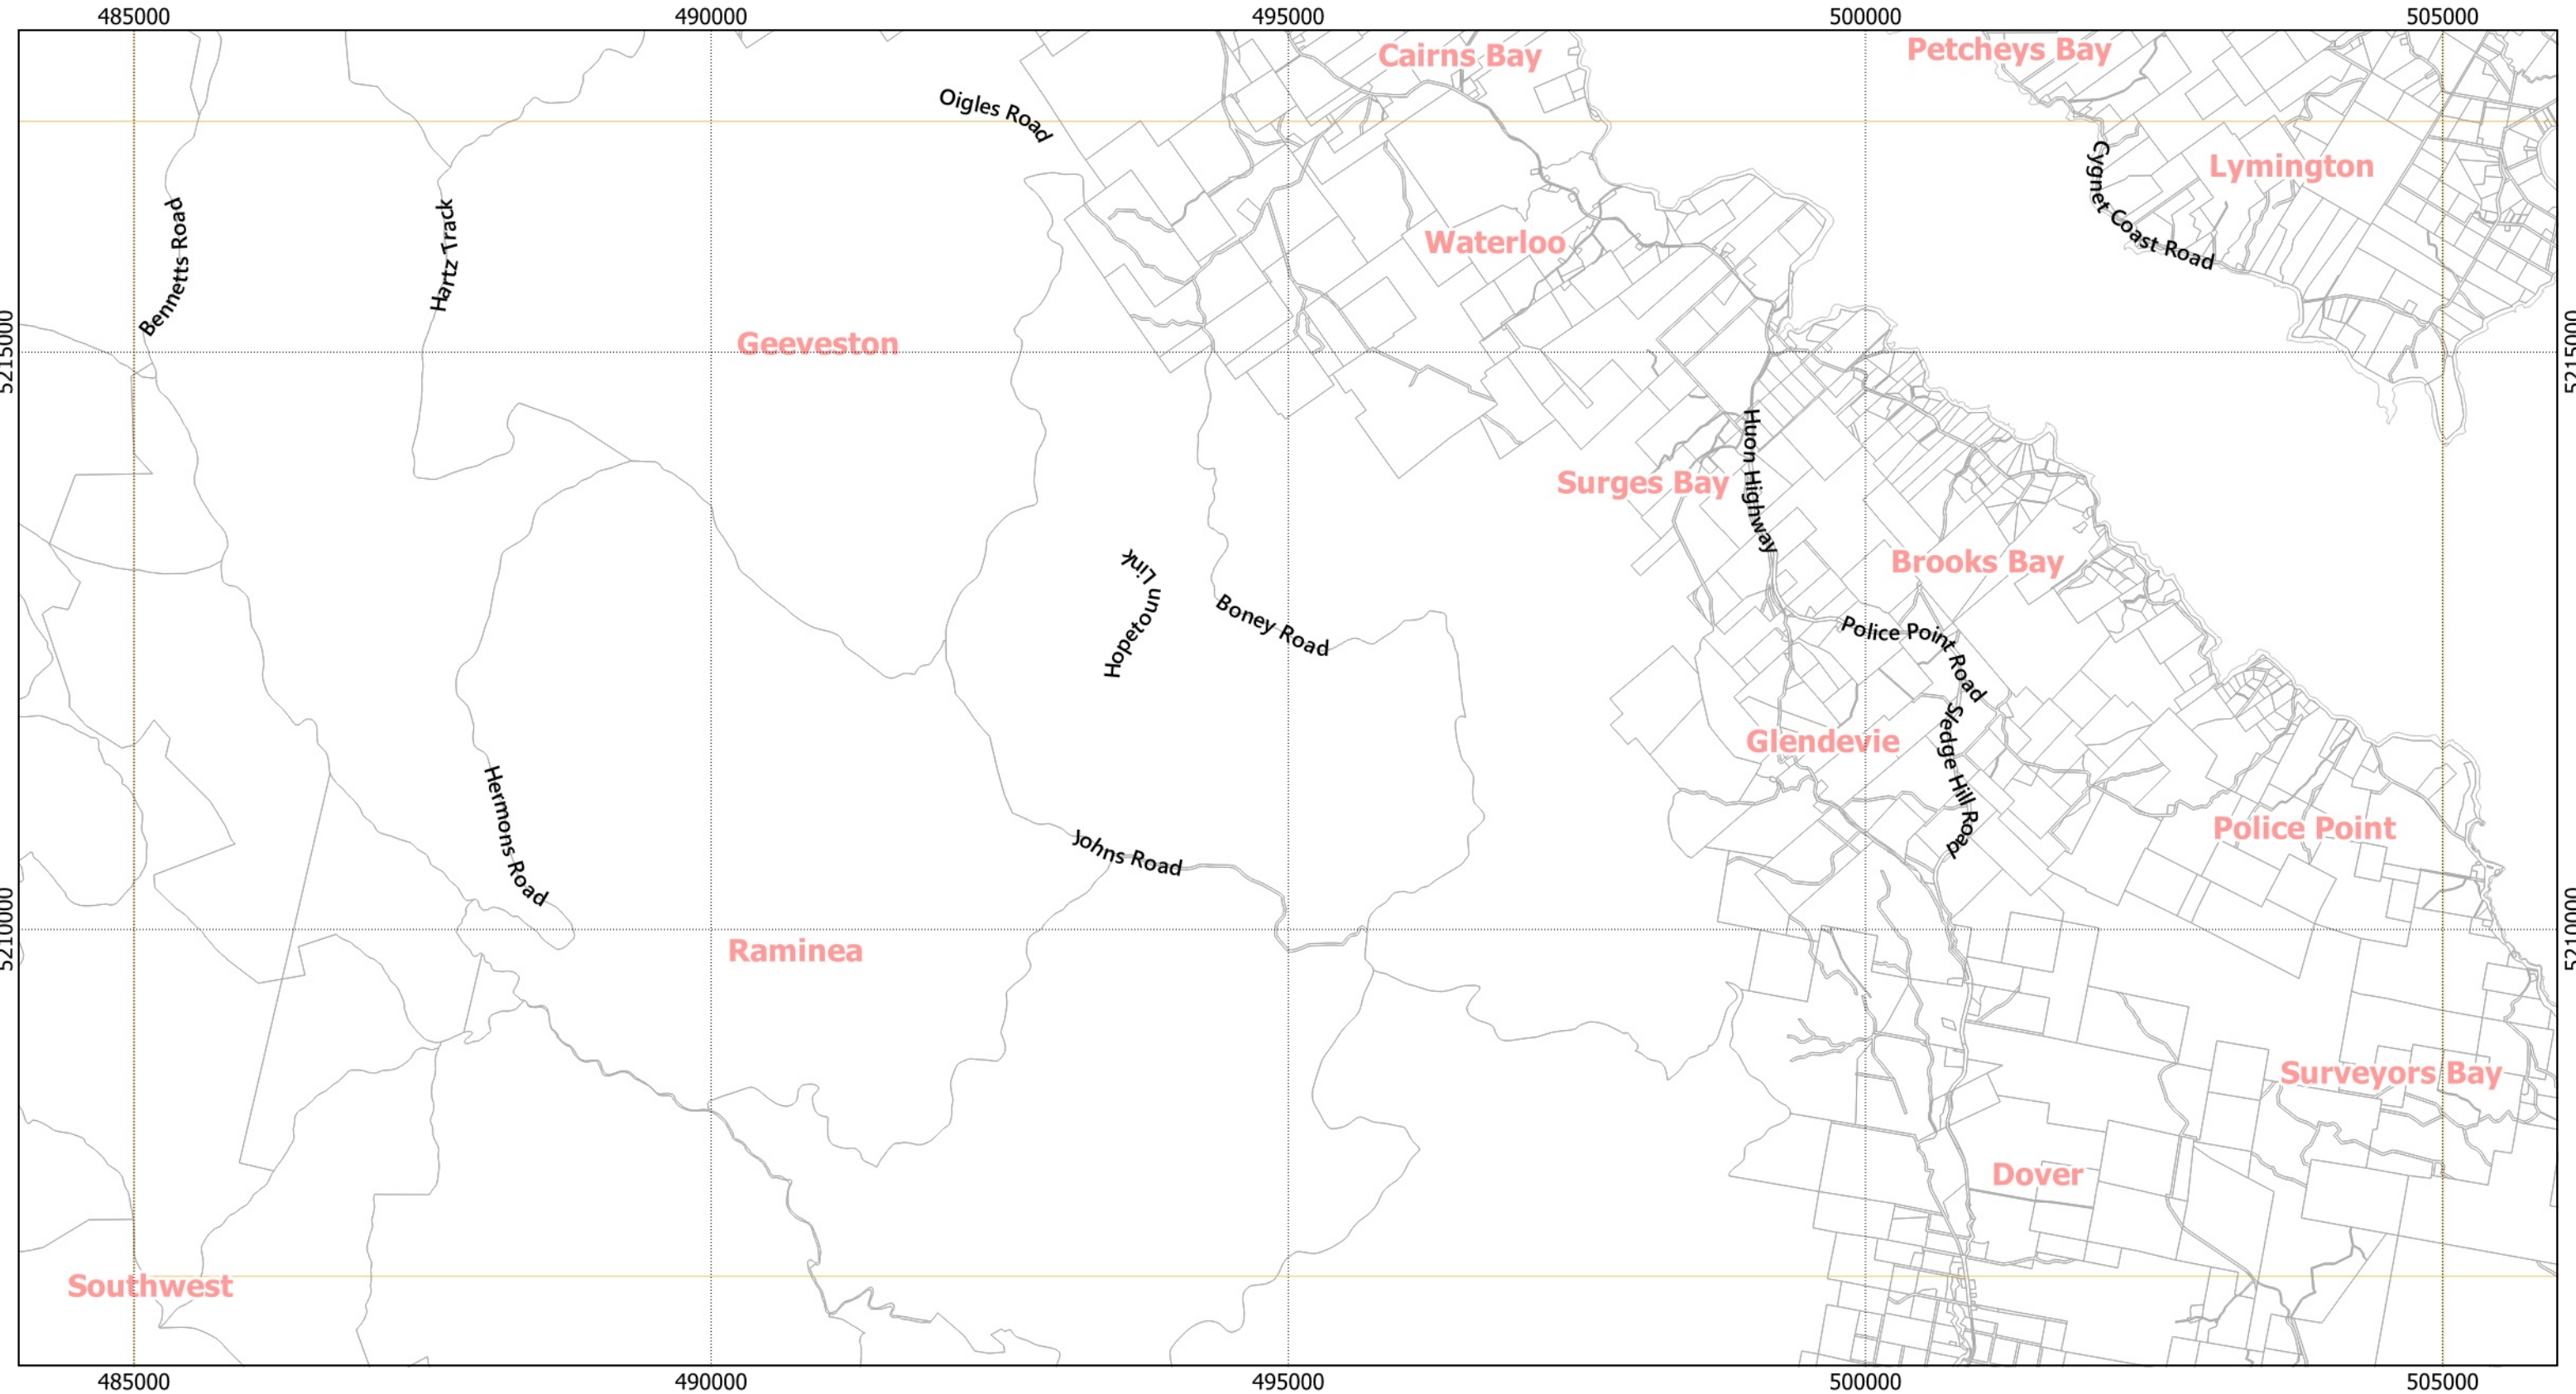 485000 490000 495000 500000 505000
Cairns Bay
Petcheys Bay
Oigles Road
Lymington
Cygnet Coast Road
Bennetts Road
Hartz Track
Waterloo
Geeveston
5215000 5215000
Huon Highway
Surges Bay
Brooks Bay
Hopetoun Link
Boney Road
Police Point Road
Sledge Hill Road
Glendevie
Hermons Road
Johns Road
Police Point
5210000 5210000
Raminea
Surveyors Bay
Dover
Southwest
485000 490000 495000 500000 505000